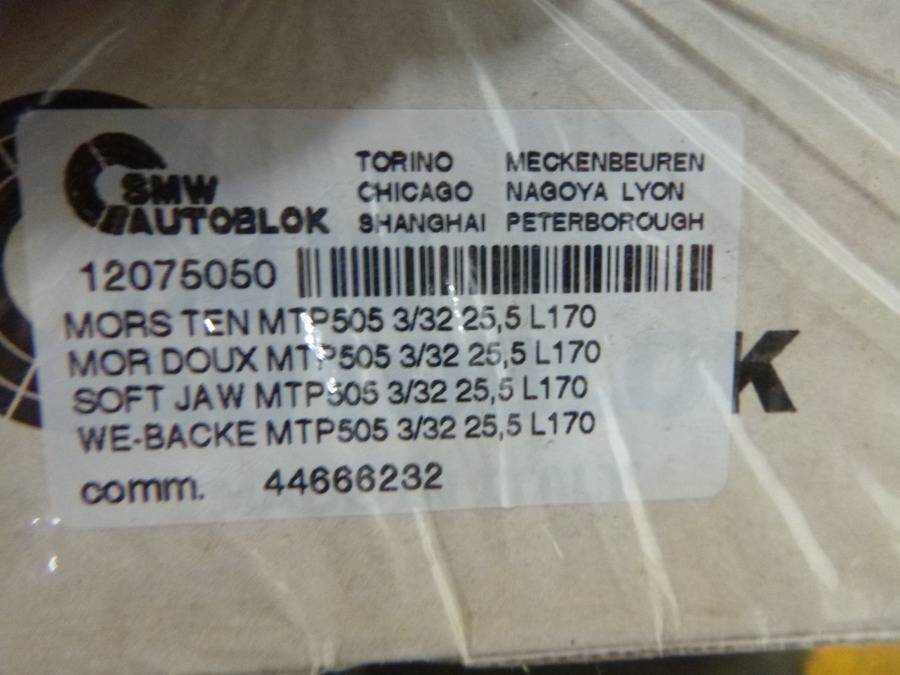 SMW
AUTOBLOK
TORINO MECKENBEUREN
CHICAGO NAGOYA LYON
SHANGHAI PETERBOROUGH
12075050
MORS TEN MTP505 3/32 25,5 L170
MOR DOUX MTP505 3/32 25,5 L170
SOFT JAW MTP505 3/32 25,5 L170
WE-BACKE MTP505 3/32 25,5 L170
comm. 44666232